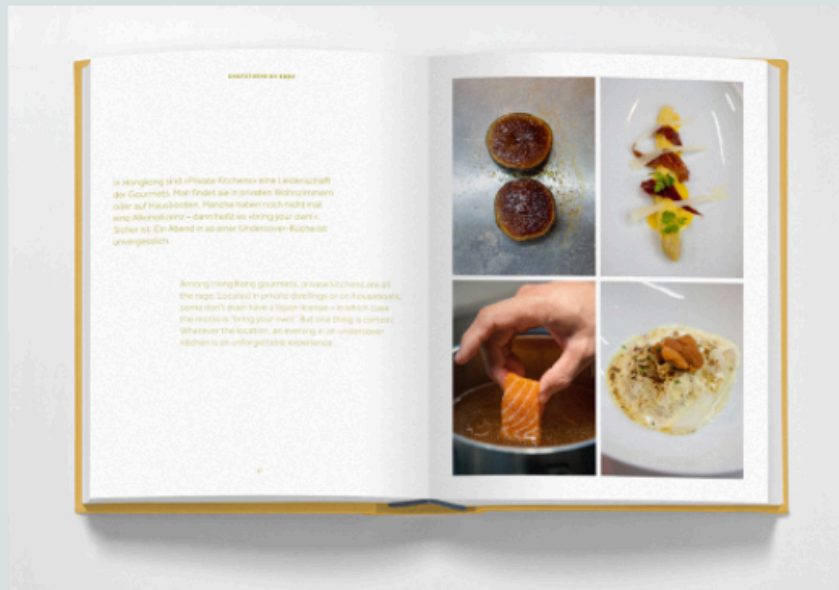 in Hongkong sind «Private Kitchens» eine Leidenschaft
der Gourmets. Man findet sie in privaten Wohnzimmern
oder auf Hausbooten. Manche haben noch nicht mal
eine Alkohollizenz – dann heißt es «bring your own».
Sicher ist: Ein Abend in so einer Undercover-Küche ist
unvergesslich.
Among Hong Kong gourmets, private kitchens are all
the rage. Located in private dwellings or on houseboats,
some don't even have a liquor license – in which case
the motto is "bring your own". But one thing is certain:
Wherever the location, an evening in an undercover
kitchen is an unforgettable experience.